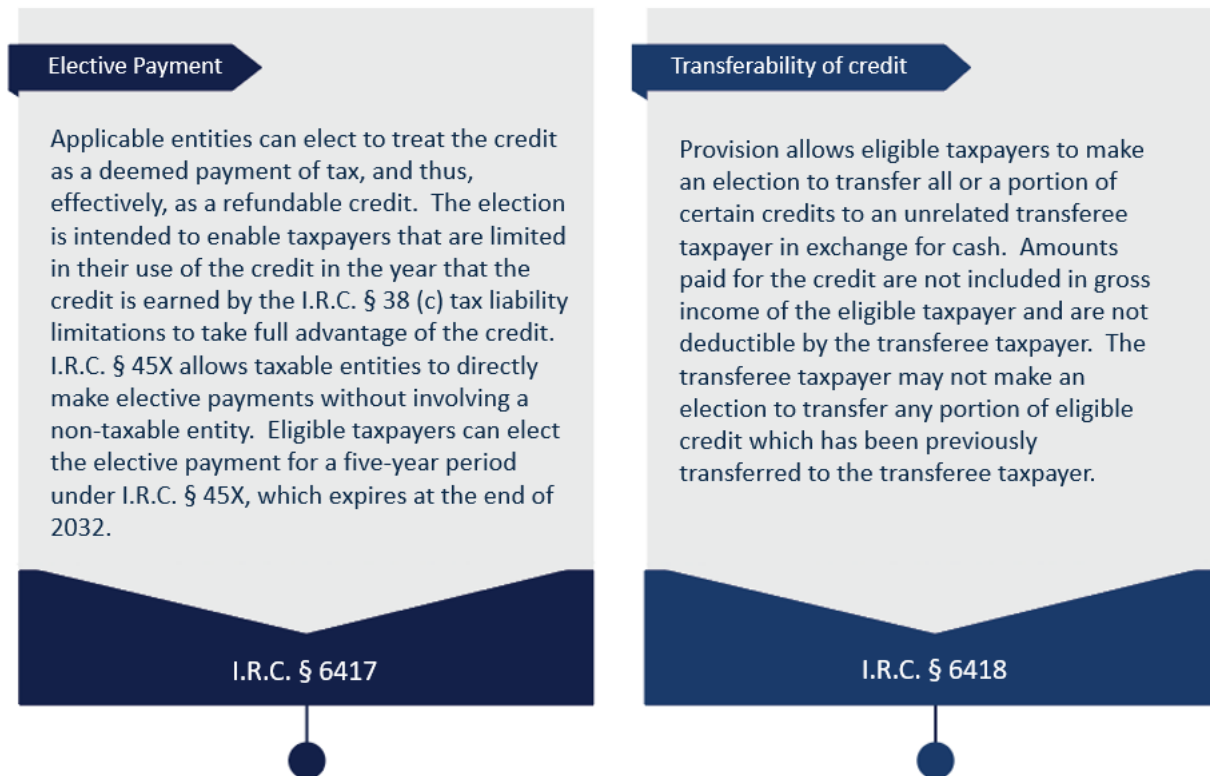 Elective Payment
Applicable entities can elect to treat the credit
as a deemed payment of tax, and thus,
effectively, as a refundable credit.  The election
is intended to enable taxpayers that are limited
in their use of the credit in the year that the
credit is earned by the I.R.C. § 38 (c) tax liability
limitations to take full advantage of the credit.
I.R.C. § 45X allows taxable entities to directly
make elective payments without involving a
non-taxable entity.  Eligible taxpayers can elect
the elective payment for a five-year period
under I.R.C. § 45X, which expires at the end of
2032.
I.R.C. § 6417
Transferability of credit
Provision allows eligible taxpayers to make
an election to transfer all or a portion of
certain credits to an unrelated transferee
taxpayer in exchange for cash.  Amounts
paid for the credit are not included in gross
income of the eligible taxpayer and are not
deductible by the transferee taxpayer.  The
transferee taxpayer may not make an
election to transfer any portion of eligible
credit which has been previously
transferred to the transferee taxpayer.
I.R.C. § 6418